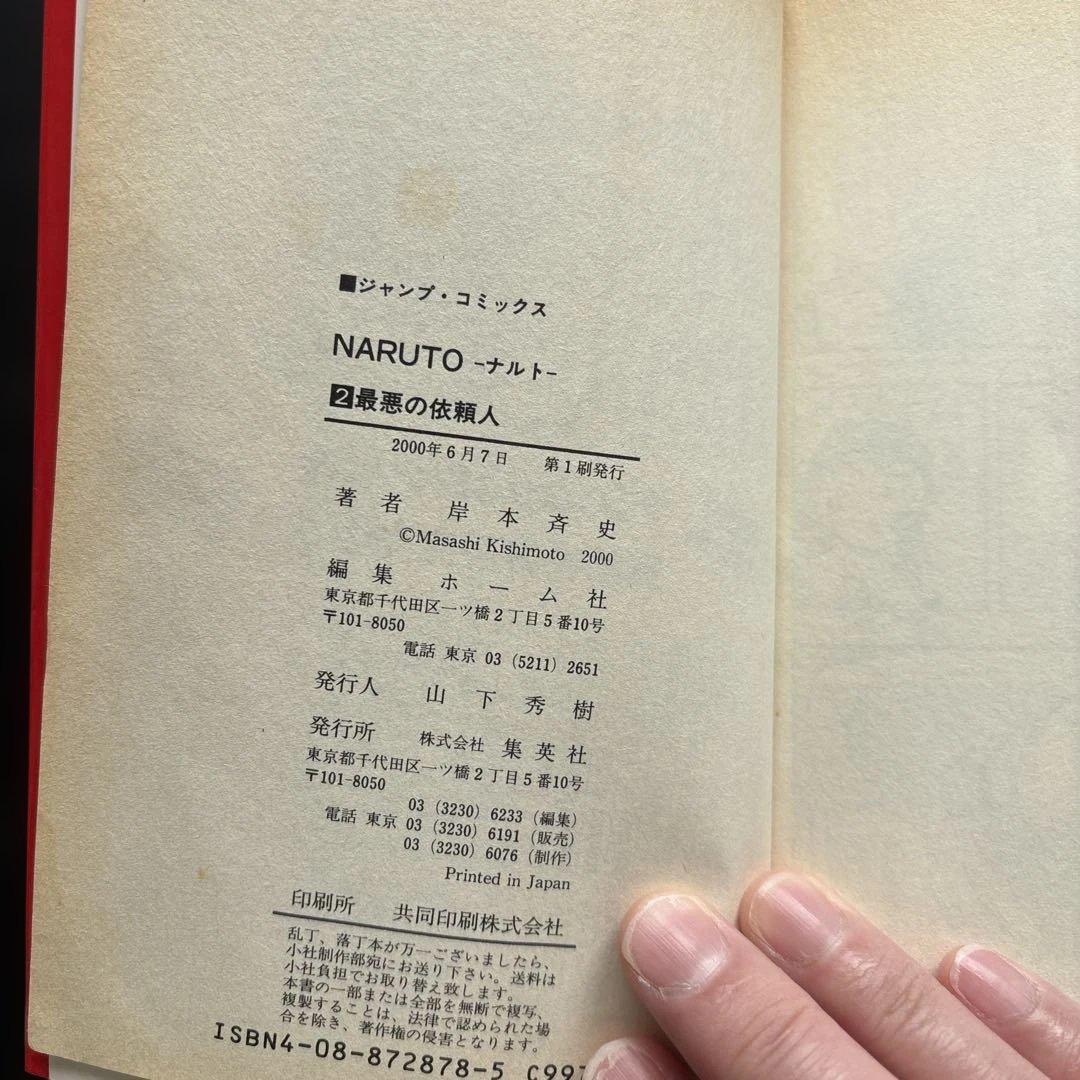 ■ジャンプ・コミックス
NARUTO -ナルト-
2最悪の依頼人
2000年6月7日 第1刷発行
著者 岸本斉史
©Masashi Kishimoto 2000
編集 ホーム社
東京都千代田区一ツ橋2丁目5番10号
〒101-8050
電話 東京 03 (5211) 2651
発行人 山下秀樹
発行所 株式会社 集英社
東京都千代田区一ツ橋2丁目5番10号
〒101-8050
03 (3230) 6233 (編集)
電話 東京 03 (3230) 6191 (販売)
03 (3230) 6076 (制作)
Printed in Japan
印刷所 共同印刷株式会社
乱丁、落丁本が万一ございましたら、
小社制作部宛にお送り下さい。送料は
小社負担でお取り替え致します。
本書の一部または全部を無断で複写、
複製することは、法律で認められた場
合を除き、著作権の侵害となります。
ISBN4-08-872878-5 C997